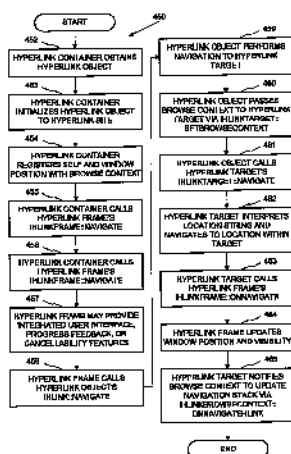 START
450
452
HYPERLINK CONTAINER OBTAINS
HYPERLINK OBJECT
453
HYPERLINK CONTAINER
INITIALIZES HYPERLINK OBJECT
TO HYPERLINK SITE
454
HYPERLINK CONTAINER
REGISTERS SELF AND WINDOW
POSITION WITH BROWSE CONTEXT
455
HYPERLINK CONTAINER CALLS
HYPERLINK FRAME'S
IHLINKFRAME::NAVIGATE
456
HYPERLINK CONTAINER CALLS
HYPERLINK FRAME'S
IHLINKFRAME::NAVIGATE
457
HYPERLINK FRAME MAY PROVIDE
INTEGRATED USER INTERFACE,
PROGRESS FEEDBACK, OR
CANCELLABILITY FEATURES
458
HYPERLINK FRAME CALLS
HYPERLINK OBJECTS
IHLINK::NAVIGATE
459
HYPERLINK OBJECT PERFORMS
NAVIGATION TO HYPERLINK
TARGET
460
HYPERLINK OBJECT PASSES
BROWSE CONTEXT TO HYPERLINK
TARGET VIA IHLINKTARGET::
SETBROWSECONTEXT
461
HYPERLINK OBJECT CALLS
HYPERLINK TARGET'S
IHLINKTARGET::NAVIGATE
462
HYPERLINK TARGET INTERPRETS
LOCATION STRING AND
NAVIGATES TO LOCATION WITHIN
TARGET
463
HYPERLINK TARGET CALLS
HYPERLINK FRAME'S
IHLINKFRAME::ONNAVIGATE
464
HYPERLINK FRAME UPDATES
WINDOW POSITION AND VISIBILITY
465
HYPERLINK TARGET NOTIFIES
BROWSE CONTEXT TO UPDATE
NAVIGATION STACK VIA
IHLINKBROWSECONTEXT::
ONNAVIGATEHLINK
END